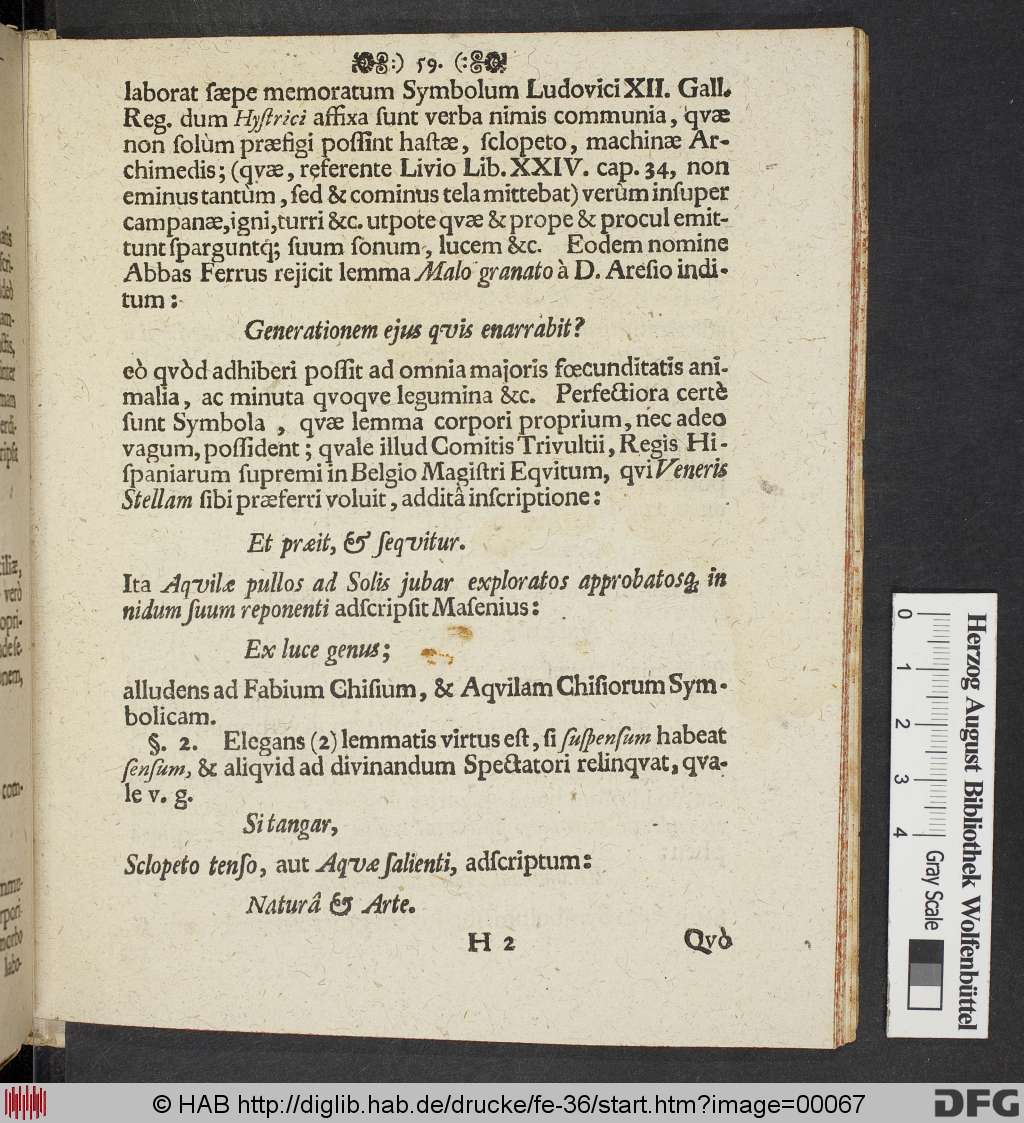 :) 59. (:
laborat ſæpe memoratum Symbolum Ludovici XII. Gall.
Reg. dum Hyſtrici affixa ſunt verba nimis communia, qvæ
non ſolùm præfigi poſſint haſtæ, ſclopeto, machinæ Ar-
chimedis; (qvæ, referente Livio Lib. XXIV. cap. 34, non
eminus tantùm, ſed & cominus tela mittebat) verùm inſuper
campanæ, igni, turri &c. utpote qvæ & prope & procul emit-
tunt ſparguntq́; ſuum ſonum, lucem &c. Eodem nomine
Abbas Ferrus rejicit lemma Malo granato à D. Areſio indi-
tum:
Generationem ejus qvis enarrabit?
eò qvòd adhiberi poſſit ad omnia majoris fœcunditatis ani-
malia, ac minuta qvoqve legumina &c. Perfectiora certè
ſunt Symbola, qvæ lemma corpori proprium, nec adeo
vagum, poſſident; qvale illud Comitis Trivultii, Regis Hi-
ſpaniarum ſupremi in Belgio Magiſtri Eqvitum, qvi Veneris
Stellam ſibi præferri voluit, additâ inſcriptione:
Et præit, & ſeqvitur.
Ita Aqvilæ pullos ad Solis jubar exploratos approbatosq́; in
nidum ſuum reponenti adſcripſit Maſenius:
Ex luce genus;
alludens ad Fabium Chiſium, & Aqvilam Chiſiorum Sym-
bolicam.
§. 2. Elegans (2) lemmatis virtus eſt, ſi ſuſpenſum habeat
ſenſum, & aliqvid ad divinandum Spectatori relinqvat, qva-
le v. g.
Si tangar,
Sclopeto tenſo, aut Aqvæ ſalienti, adſcriptum:
Naturâ & Arte.
H 2 Qvò
0 1 2 3 4
Herzog August Bibliothek Wolfenbüttel
Gray Scale
© HAB http://diglib.hab.de/drucke/fe-36/start.htm?image=00067
DFG